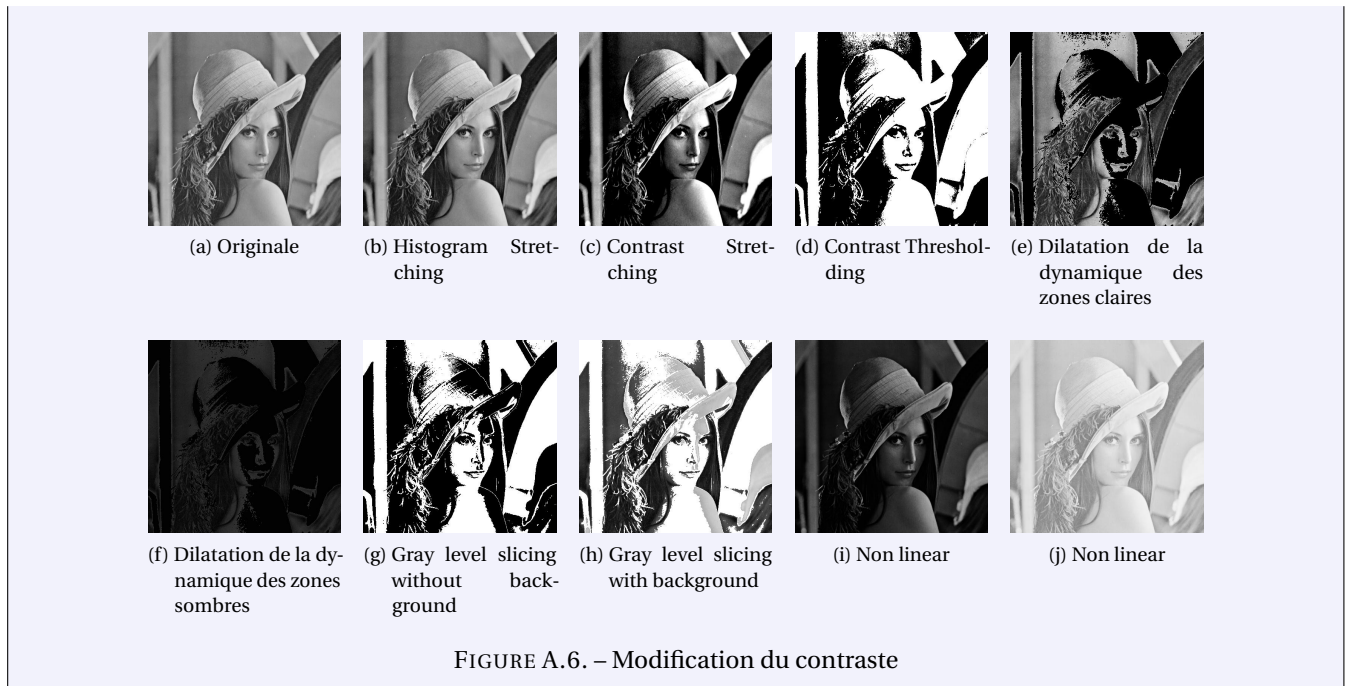 (a) Originale
(b) Histogram Stret-
ching
(c) Contrast Stret-
ching
(d) Contrast Threshol-
ding
(e) Dilatation de la
dynamique des
zones claires
(f) Dilatation de la dy-
namique des zones
sombres
(g) Gray level slicing
without back-
ground
(h) Gray level slicing
with background
(i) Non linear
(j) Non linear
FIGURE A.6. – Modification du contraste